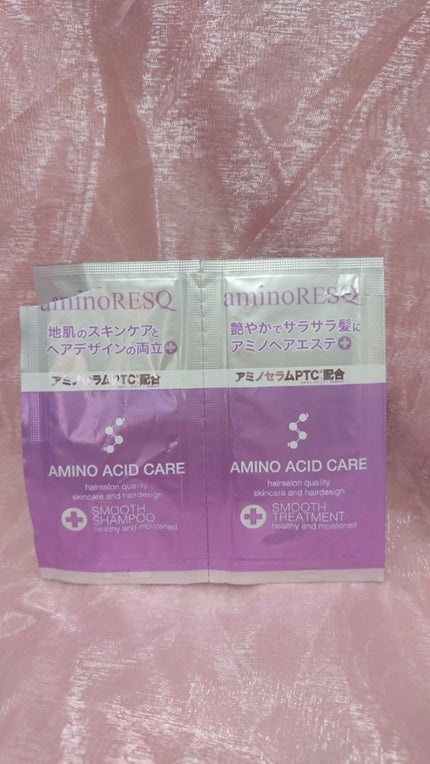 aminoRESQ
地肌のスキンケアと
ヘアデザインの両立
アミノセラムPTC配合
AMINO ACID CARE
hairsalon quality
skincare and hairdesign
SMOOTH
SHAMPOO
healthy and moistened
aminoRESQ
艶やかでサラサラ髪に
アミノヘアエステ
アミノセラムPTC配合
AMINO ACID CARE
hairsalon quality
skincare and hairdesign
SMOOTH
TREATMENT
healthy and moistened